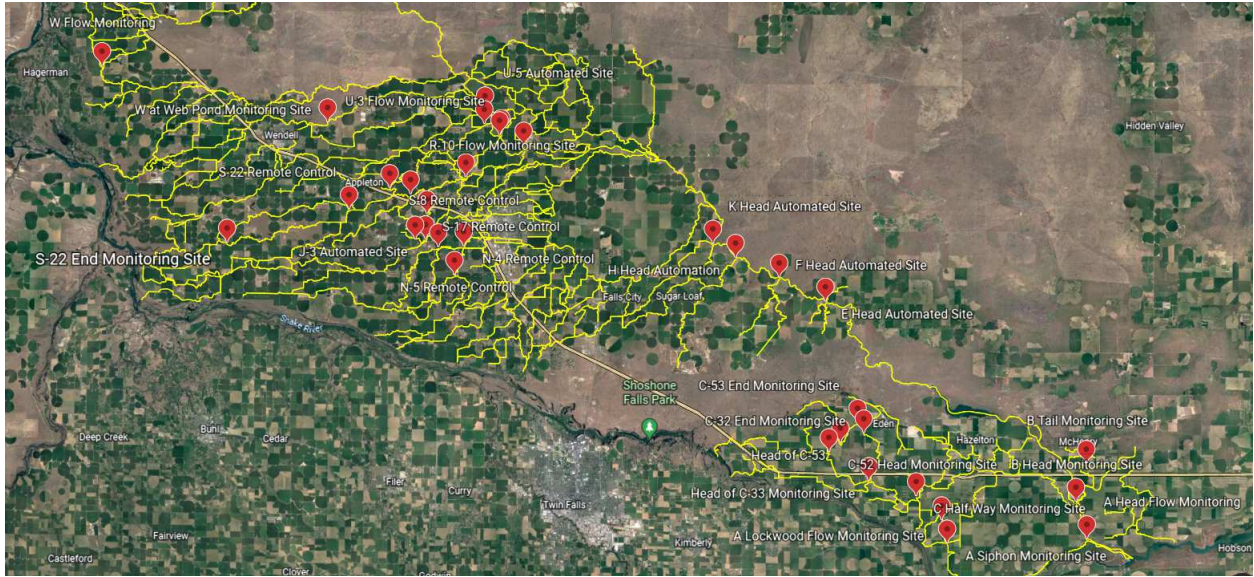 W Flow Monitoring
Hagerman
U-5 Automated Site
U-3 Flow Monitoring Site
W at Web Pond Monitoring Site
Wendell
Hidden Valley
R-10 Flow Monitoring Site
S-22 Remote Control
Appleton
S-8 Remote Control
K Head Automated Site
S-17 Remote Control
J-3 Automated Site
S-22 End Monitoring Site
N-4 Remote Control
H Head Automation
F Head Automated Site
N-5 Remote Control
Falls City
Sugar Loaf
E Head Automated Site
Snake River
Shoshone
Falls Park
C-53 End Monitoring Site
C-32 End Monitoring Site
Eden
B Tail Monitoring Site
Deep Creek
Buhl
Cedar
Hazelton
McHenry
Head of C-53
C-52 Head Monitoring Site
B Head Monitoring Site
Filer
Curry
Head of C-33 Monitoring Site
Twin Falls
C Half Way Monitoring Site
A Head Flow Monitoring
Fairview
Kimberly
A Lockwood Flow Monitoring Site
Hobson
Castleford
Clover
Godwin
A Siphon Monitoring Site